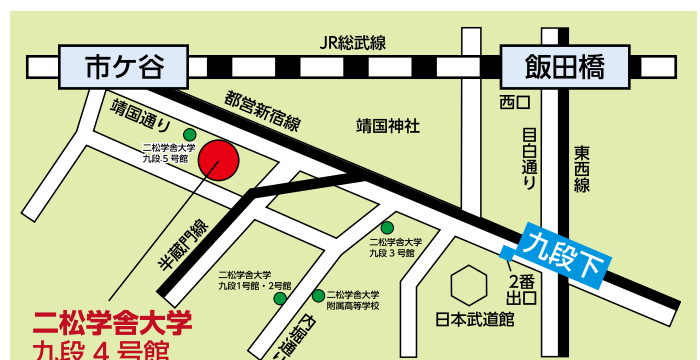 JR総武線
市ケ谷
飯田橋
西口
靖国通り
都営新宿線
靖国神社
目白通り
東西線
二松学舎大学
九段5号館
半蔵門線
二松学舎大学
九段3号館
九段下
2番
出口
二松学舎大学
九段1号館・2号館
二松学舎大学
附属高等学校
日本武道館
内堀通り
二松学舎大学
九段4号館